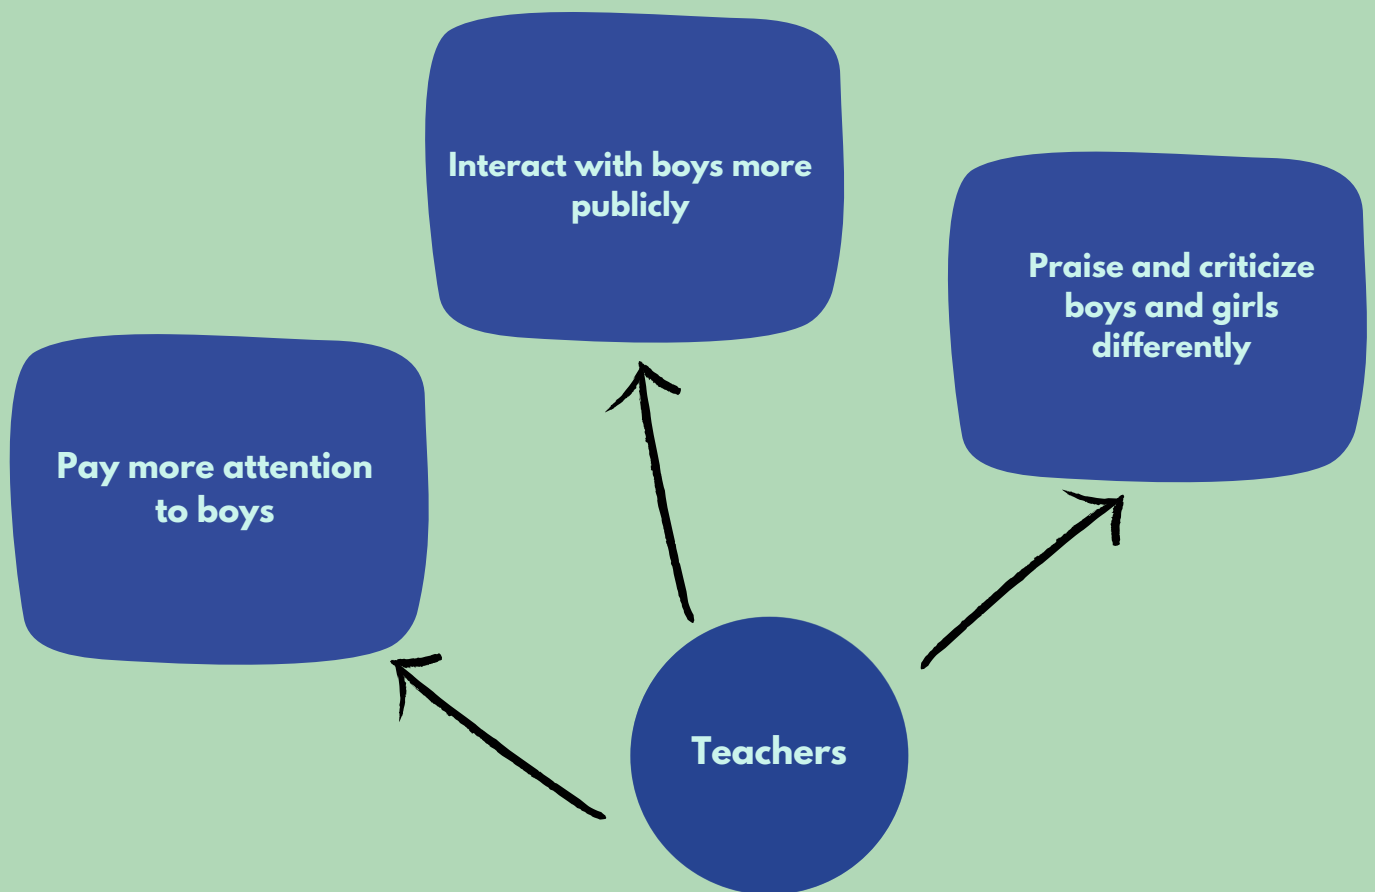 Interact with boys more
publicly
Praise and criticize
boys and girls
differently
Pay more attention
to boys
Teachers